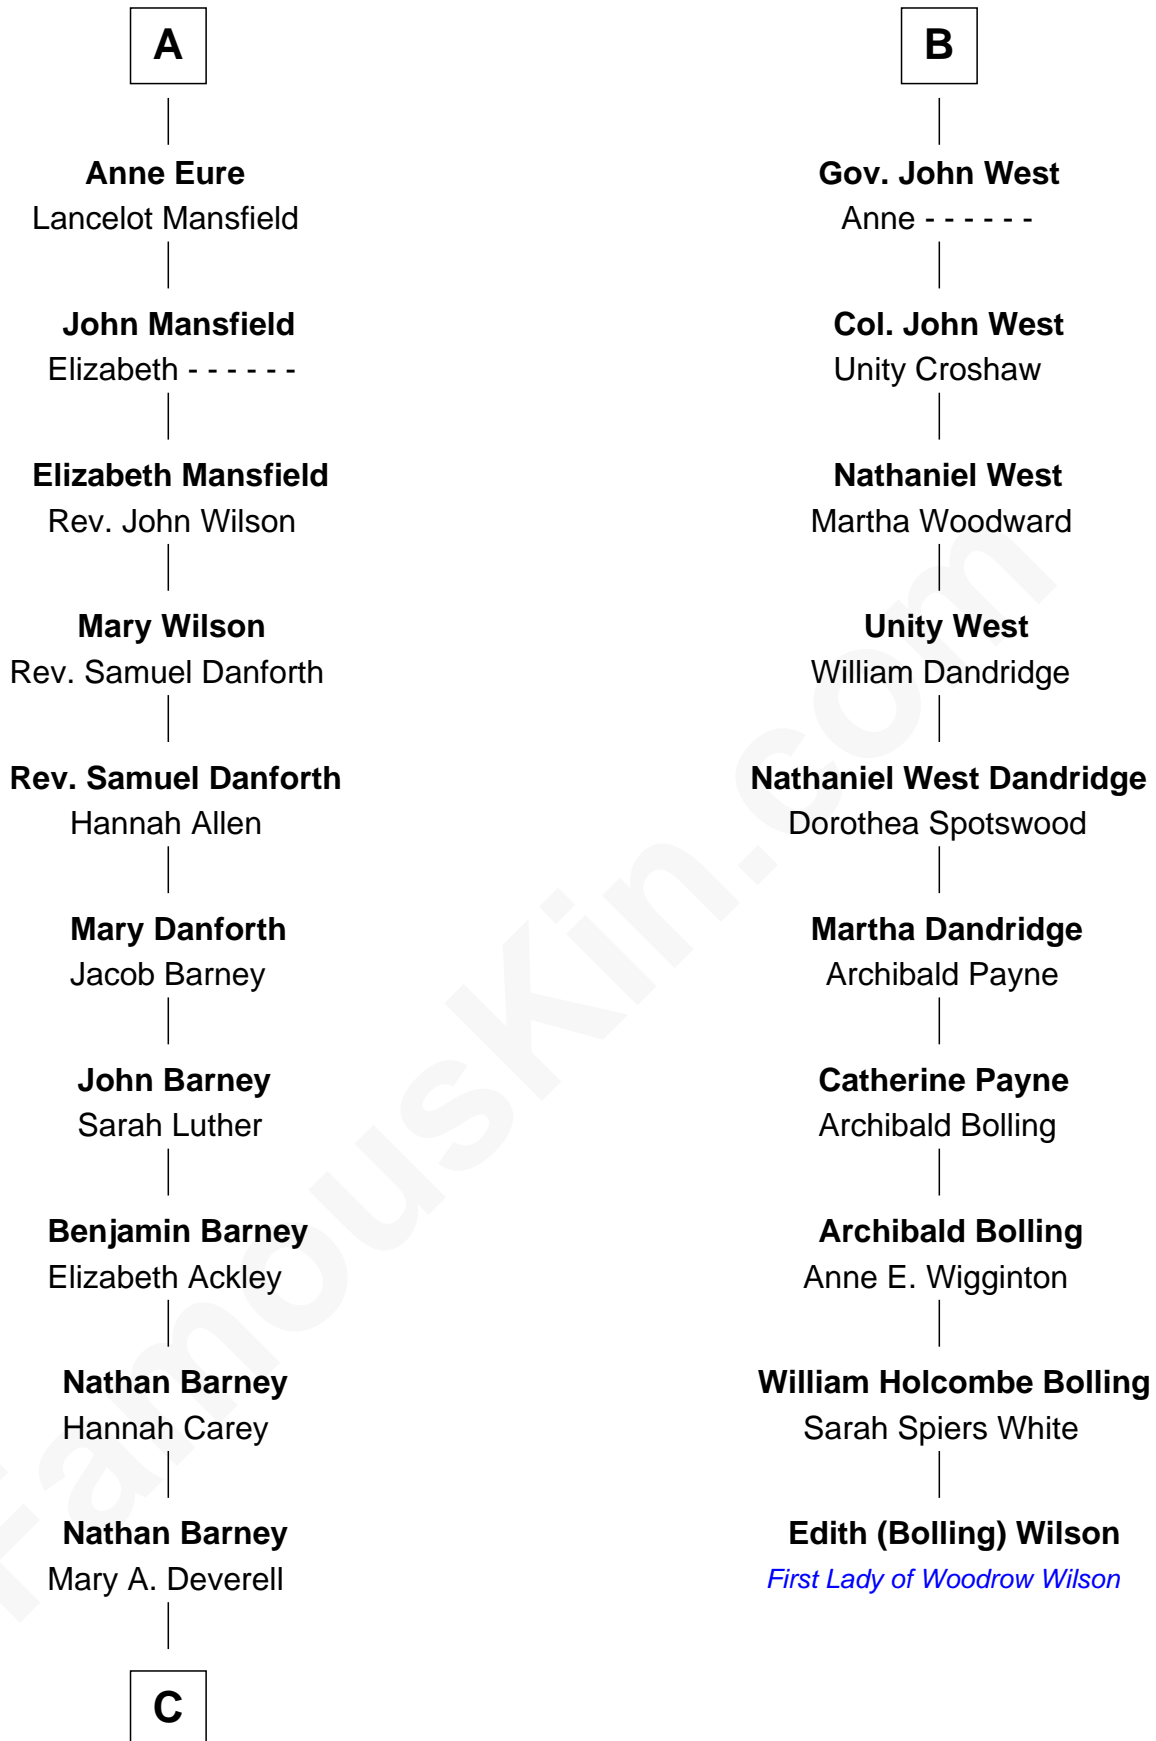 A
Anne Eure
Lancelot Mansfield
John Mansfield
Elizabeth - - - - - -
Elizabeth Mansfield
Rev. John Wilson
Mary Wilson
Rev. Samuel Danforth
Rev. Samuel Danforth
Hannah Allen
Mary Danforth
Jacob Barney
John Barney
Sarah Luther
Benjamin Barney
Elizabeth Ackley
Nathan Barney
Hannah Carey
Nathan Barney
Mary A. Deverell
C
B
Gov. John West
Anne - - - - - -
Col. John West
Unity Croshaw
Nathaniel West
Martha Woodward
Unity West
William Dandridge
Nathaniel West Dandridge
Dorothea Spotswood
Martha Dandridge
Archibald Payne
Catherine Payne
Archibald Bolling
Archibald Bolling
Anne E. Wigginton
William Holcombe Bolling
Sarah Spiers White
Edith (Bolling) Wilson
First Lady of Woodrow Wilson
FamousKin.com